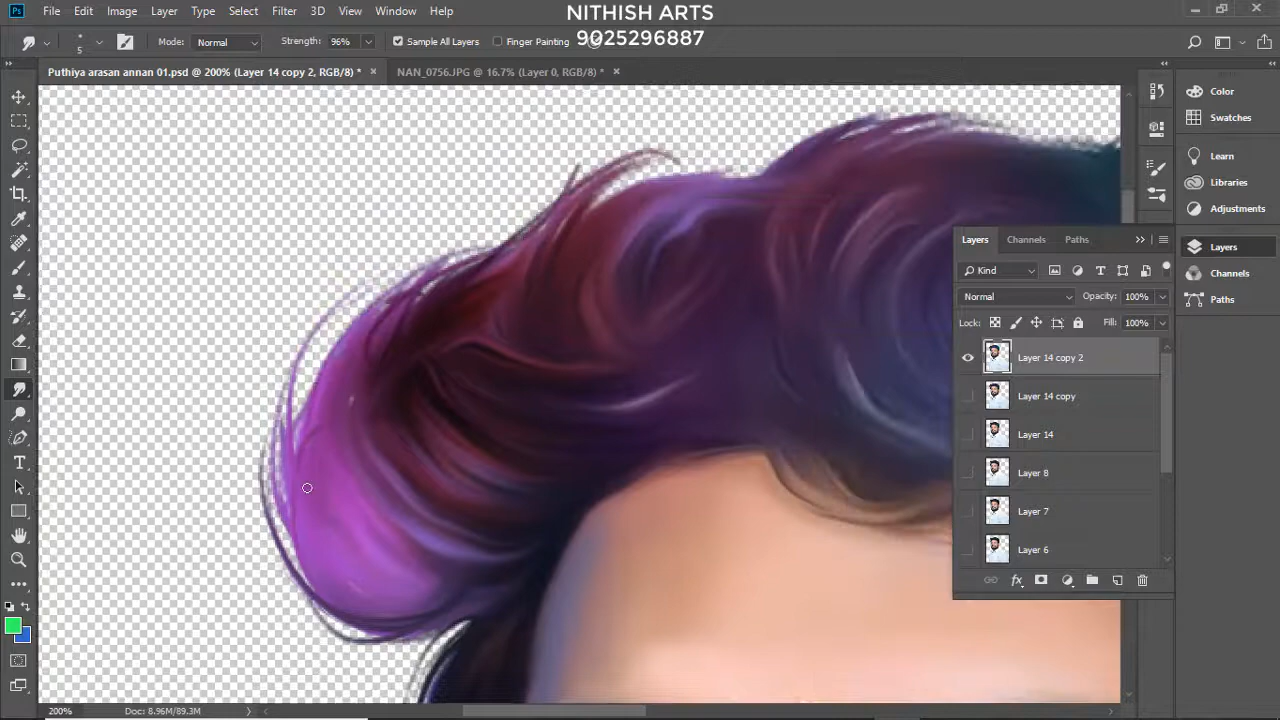 NITHISH ARTS
9025296887
Ps File Edit Image Layer Type Select Filter 3D View Window Help
5 Mode: Normal Strength: 96% Sample All Layers Finger Painting
Puthiya arasan annan 01.psd @ 200% (Layer 14 copy 2, RGB/8) * × NAN_0756.JPG @ 16.7% (Layer 0, RGB/8) * ×
Color
Swatches
Learn
Libraries
Adjustments
Layers
Channels
Paths
Layers Channels Paths
Kind
Normal Opacity: 100%
Lock: Fill: 100%
Layer 14 copy 2
Layer 14 copy
Layer 14
Layer 8
Layer 7
Layer 6
fx
200% Doc: 8.96M/89.3M